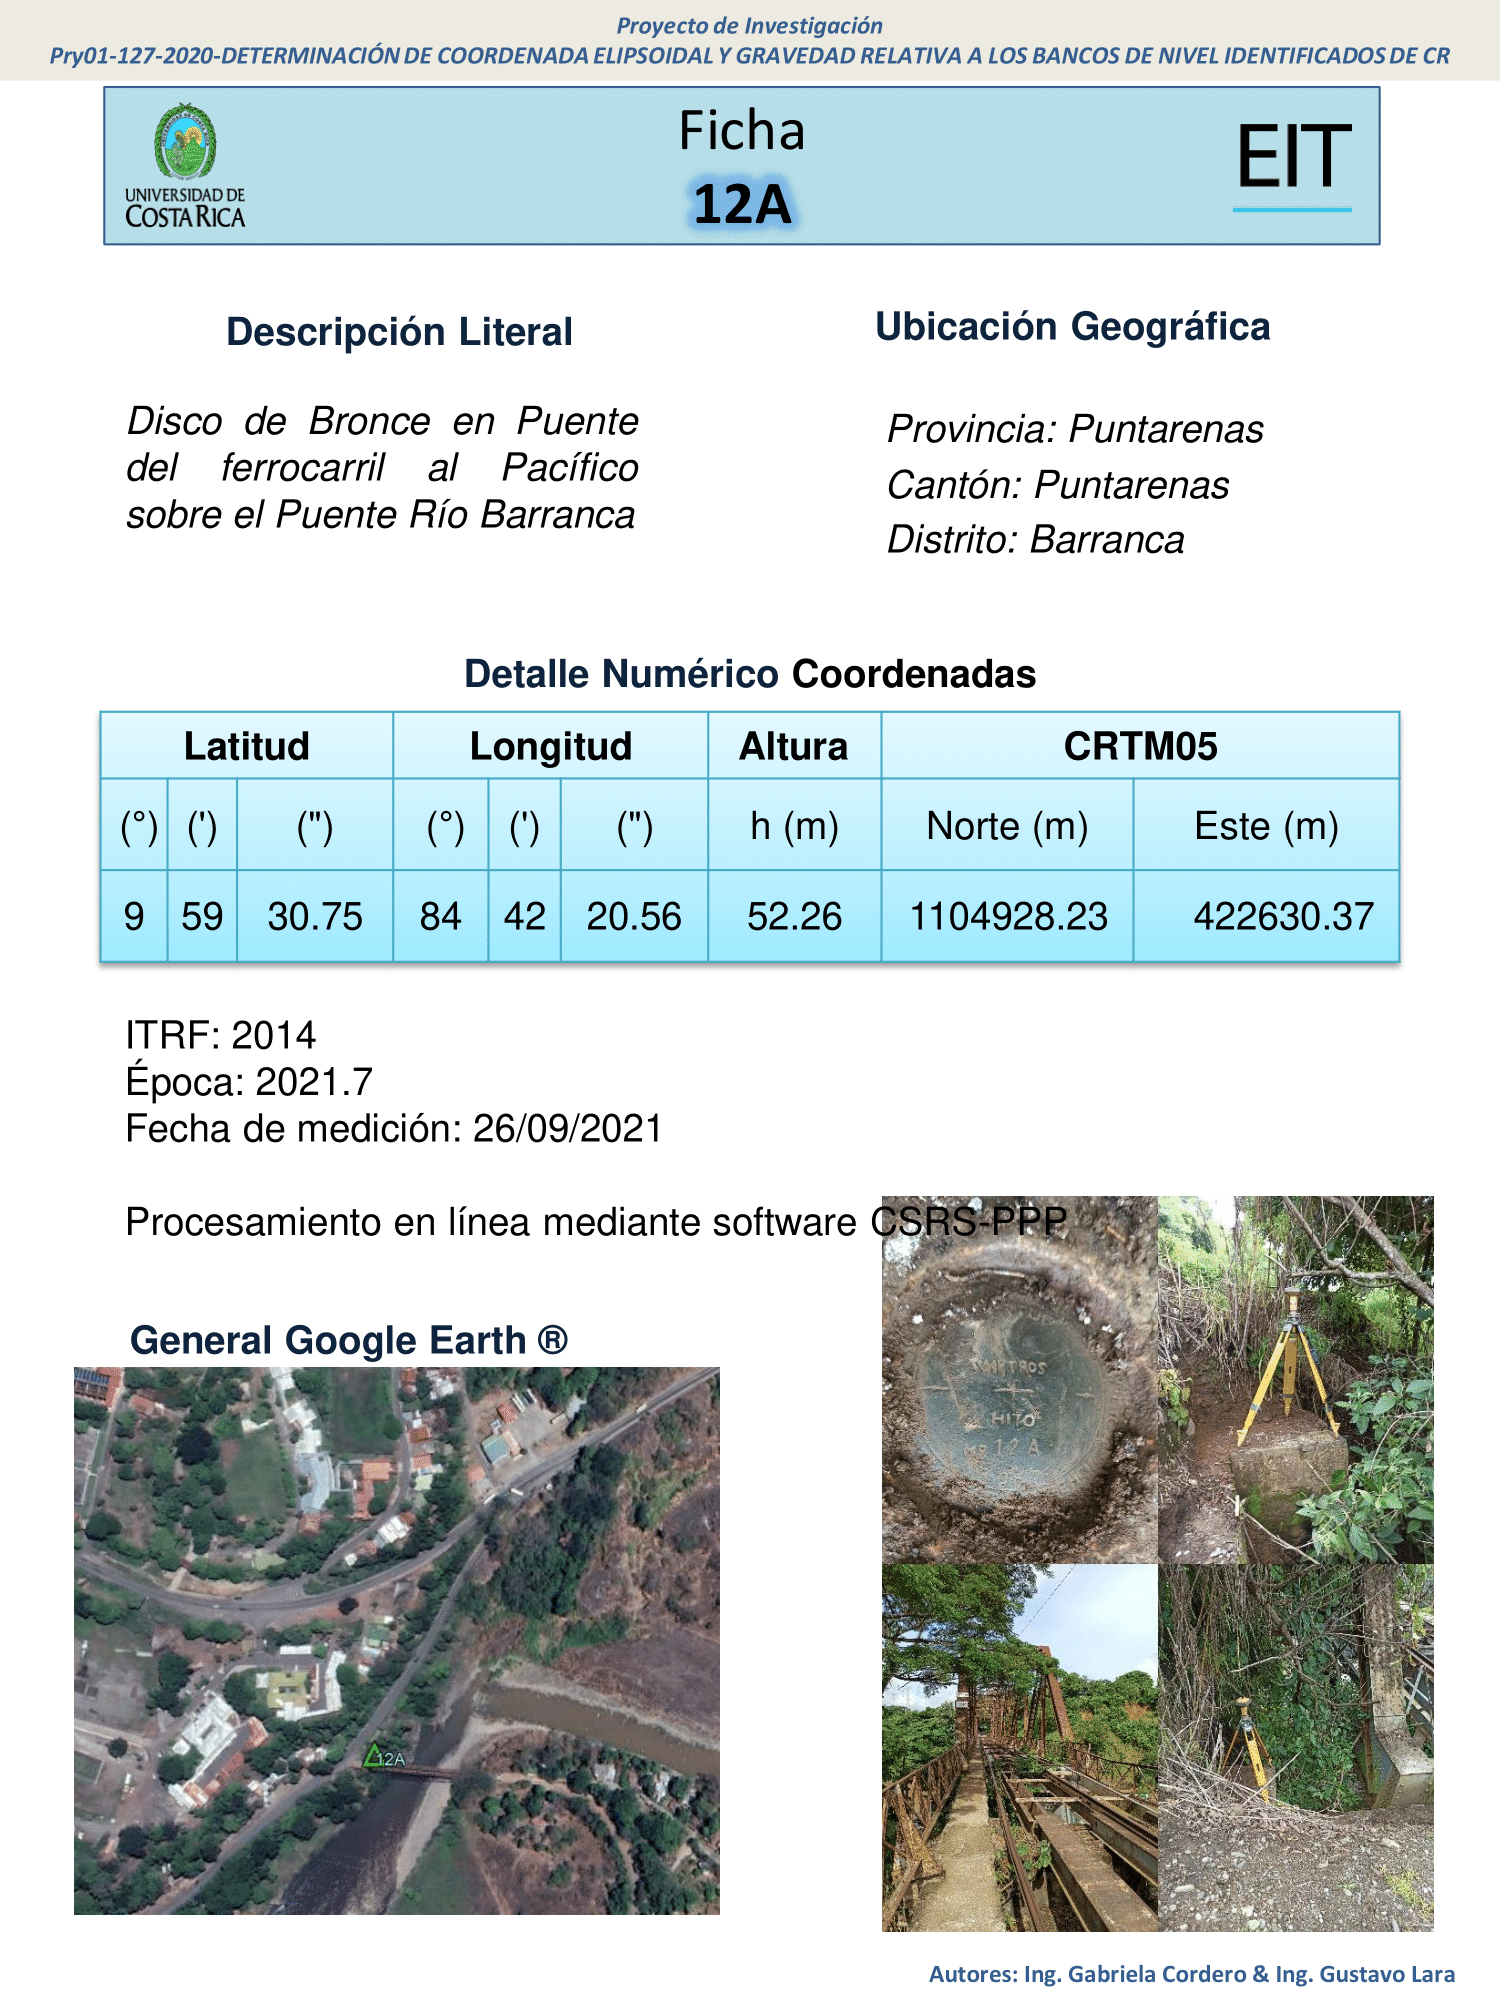 Proyecto de Investigación
Pry01-127-2020-DETERMINACIÓN DE COORDENADA ELIPSOIDAL Y GRAVEDAD RELATIVA A LOS BANCOS DE NIVEL IDENTIFICADOS DE CR
UNIVERSIDAD DE
COSTA RICA
Ficha
12A
EIT
Descripción Literal
Disco de Bronce en Puente
del ferrocarril al Pacífico
sobre el Puente Río Barranca
Ubicación Geográfica
Provincia: Puntarenas
Cantón: Puntarenas
Distrito: Barranca
Detalle Numérico Coordenadas
Latitud Longitud Altura CRTM05
(°) (') (") (°) (') (") h (m) Norte (m) Este (m)
9 59 30.75 84 42 20.56 52.26 1104928.23 422630.37
ITRF: 2014
Época: 2021.7
Fecha de medición: 26/09/2021
Procesamiento en línea mediante software CSRS-PPP
General Google Earth ®
12A
HITO
12 A
Autores: Ing. Gabriela Cordero & Ing. Gustavo Lara